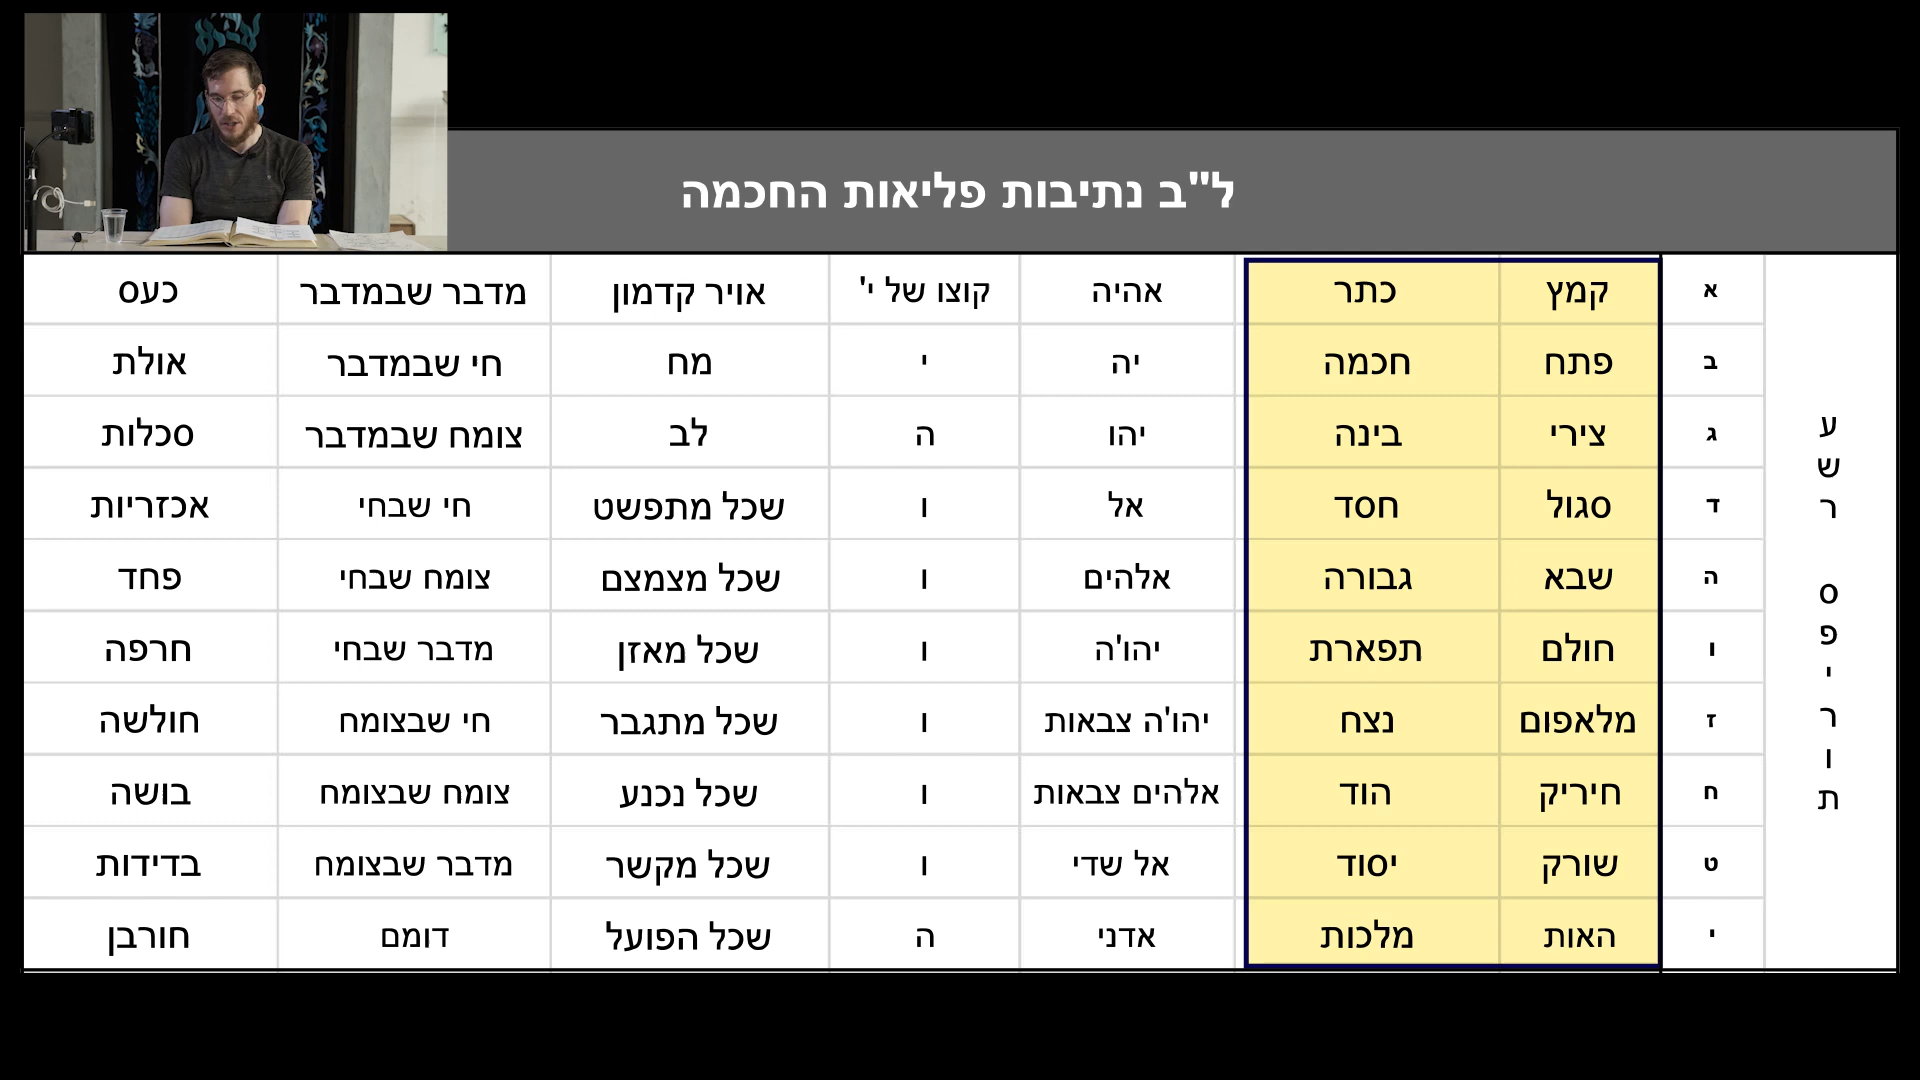 ל"ב נתיבות פליאות החכמה
עשר ספירות
א קמץ כתר אהיה קוצו של י' אויר קדמון מדבר שבמדבר כעס
ב פתח חכמה יה י מח חי שבמדבר אולת
ג צירי בינה יהו ה לב צומח שבמדבר סכלות
ד סגול חסד אל ו שכל מתפשט חי שבחי אכזריות
ה שבא גבורה אלהים ו שכל מצמצם צומח שבחי פחד
ו חולם תפארת יהו'ה ו שכל מאזן מדבר שבחי חרפה
ז מלאפום נצח יהו'ה צבאות ו שכל מתגבר חי שבצומח חולשה
ח חיריק הוד אלהים צבאות ו שכל נכנע צומח שבצומח בושה
ט שורק יסוד אל שדי ו שכל מקשר מדבר שבצומח בדידות
י האות מלכות אדני ה שכל הפועל דומם חורבן